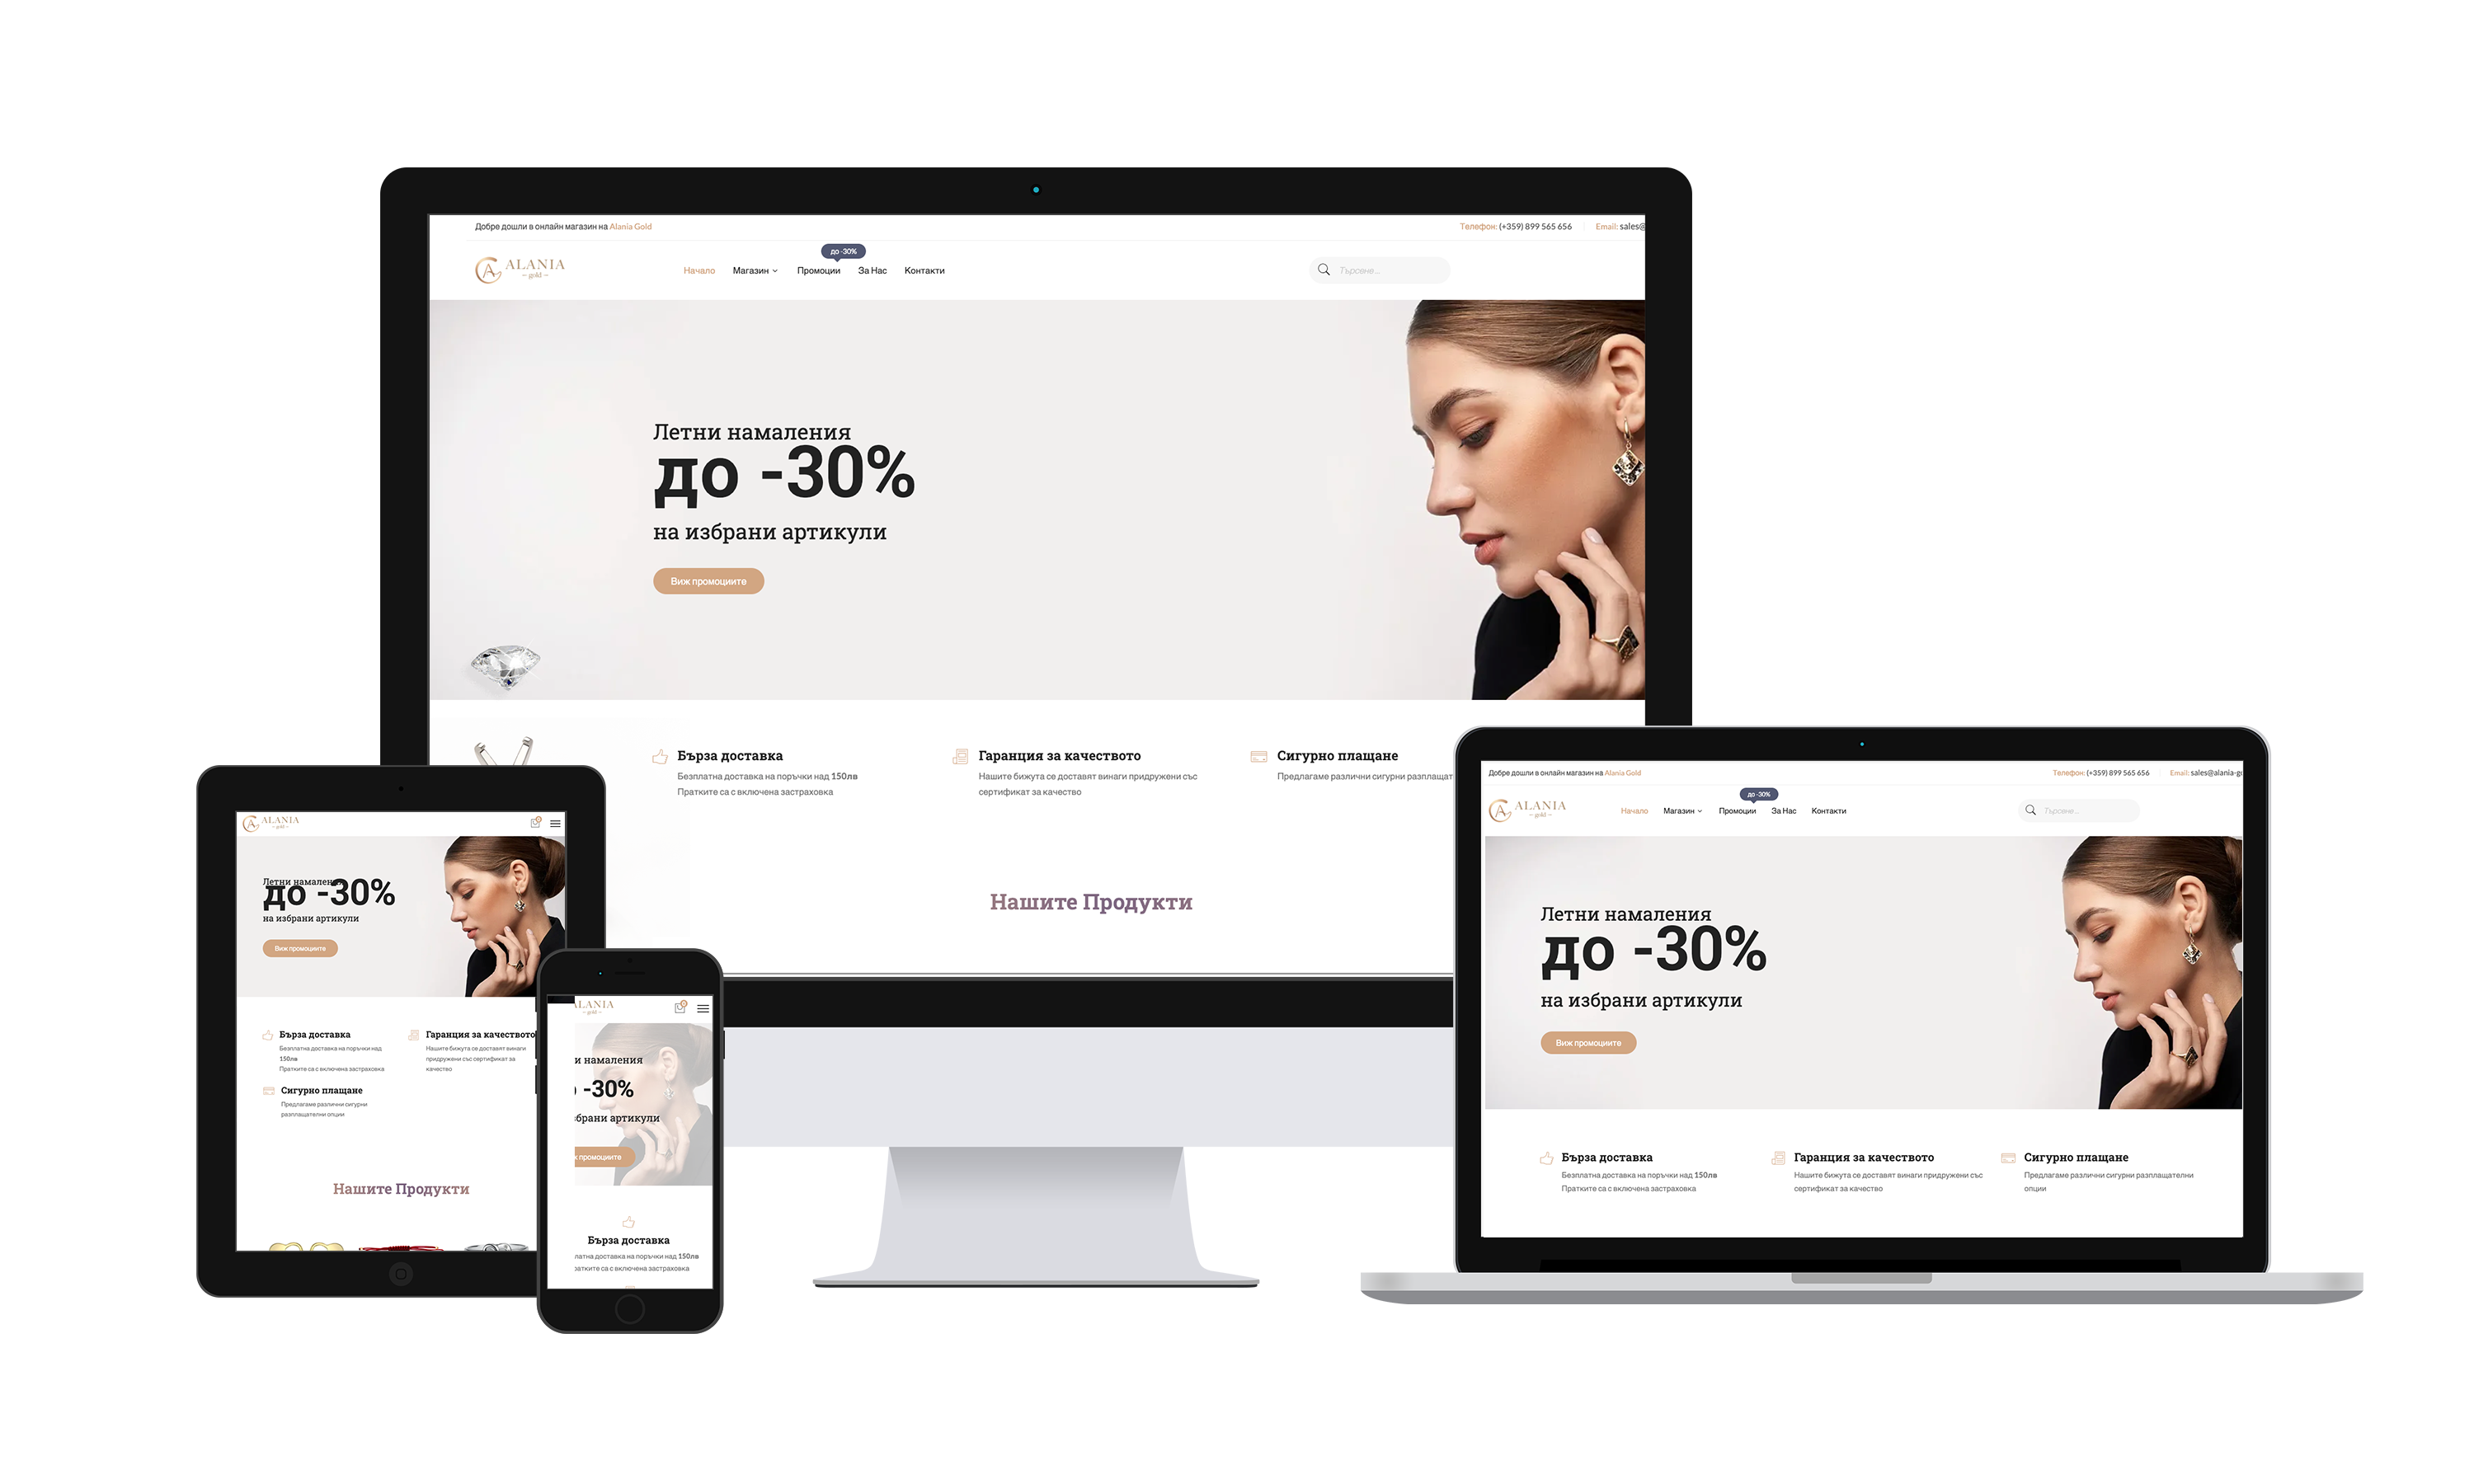 Добре дошли в онлайн магазин на Alania Gold
Телефон: (+359) 899 565 656
Email: sales@
ALANIA
gold
Начало
Магазин
до -30%
Промоции
За Нас
Контакти
Търсене...
Летни намаления
до -30%
на избрани артикули
Виж промоциите
Бърза доставка
Безплатна доставка на поръчки над 150лв
Пратките са с включена застраховка
Гаранция за качеството
Нашите бижута се доставят винаги придружени със
сертификат за качество
Сигурно плащане
Предлагаме различни сигурни разплащат
Нашите Продукти
ALANIA
gold
0
Летни намаления
до -30%
на избрани артикули
Виж промоциите
Бърза доставка
Безплатна доставка на поръчки над
150лв
Пратките са с включена застраховка
Гаранция за качеството
Нашите бижута се доставят винаги
придружени със сертификат за
качество
Сигурно плащане
Предлагаме различни сигурни
разплащателни опции
Нашите Продукти
LANIA
gold
0
и намаления
-30%
збрани артикули
промоциите
Бърза доставка
латна доставка на поръчки над 150лв
ратките са с включена застраховка
Добре дошли в онлайн магазин на Alania Gold
Телефон: (+359) 899 565 656
Email: sales@alania-go
ALANIA
gold
Начало
Магазин
до -30%
Промоции
За Нас
Контакти
Търсене...
Летни намаления
до -30%
на избрани артикули
Виж промоциите
Бърза доставка
Безплатна доставка на поръчки над 150лв
Пратките са с включена застраховка
Гаранция за качеството
Нашите бижута се доставят винаги придружени със
сертификат за качество
Сигурно плащане
Предлагаме различни сигурни разплащателни
опции